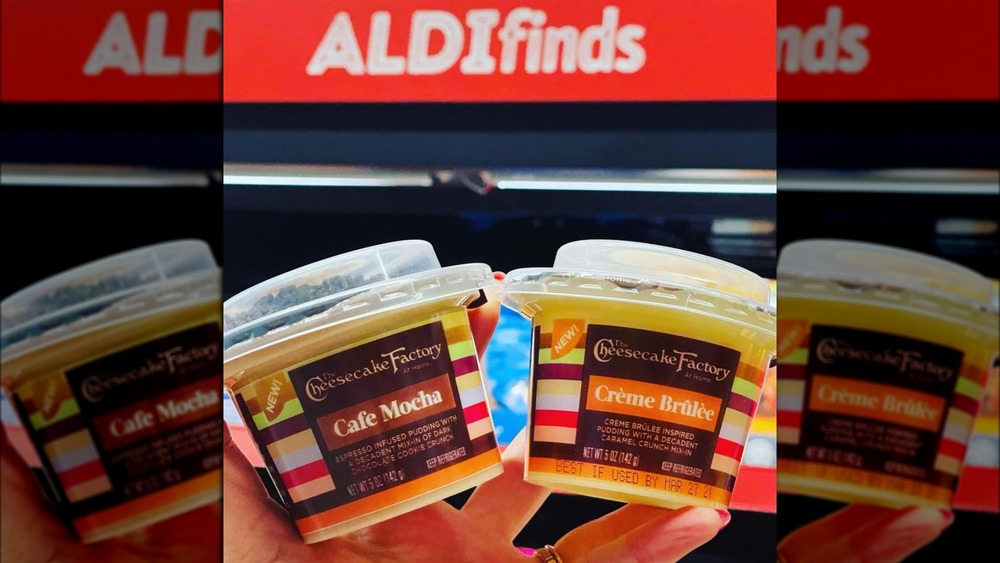 ALDIfinds
NEW!
The
Cheesecake Factory
At Home
Cafe Mocha
ESPRESSO INFUSED PUDDING WITH
A DECADENT MIX-IN OF DARK
CHOCOLATE COOKIE CRUNCH
NET WT 5 OZ (142 g)
KEEP REFRIGERATED
NEW!
The
Cheesecake Factory
At Home
Crème Brûlèe
CRÈME BRÛLÈE INSPIRED
PUDDING WITH A DECADENT
CARAMEL CRUNCH MIX-IN
NET WT 5 OZ (142 g)
KEEP REFRIGERATED
BEST IF USED BY MAR 27 21